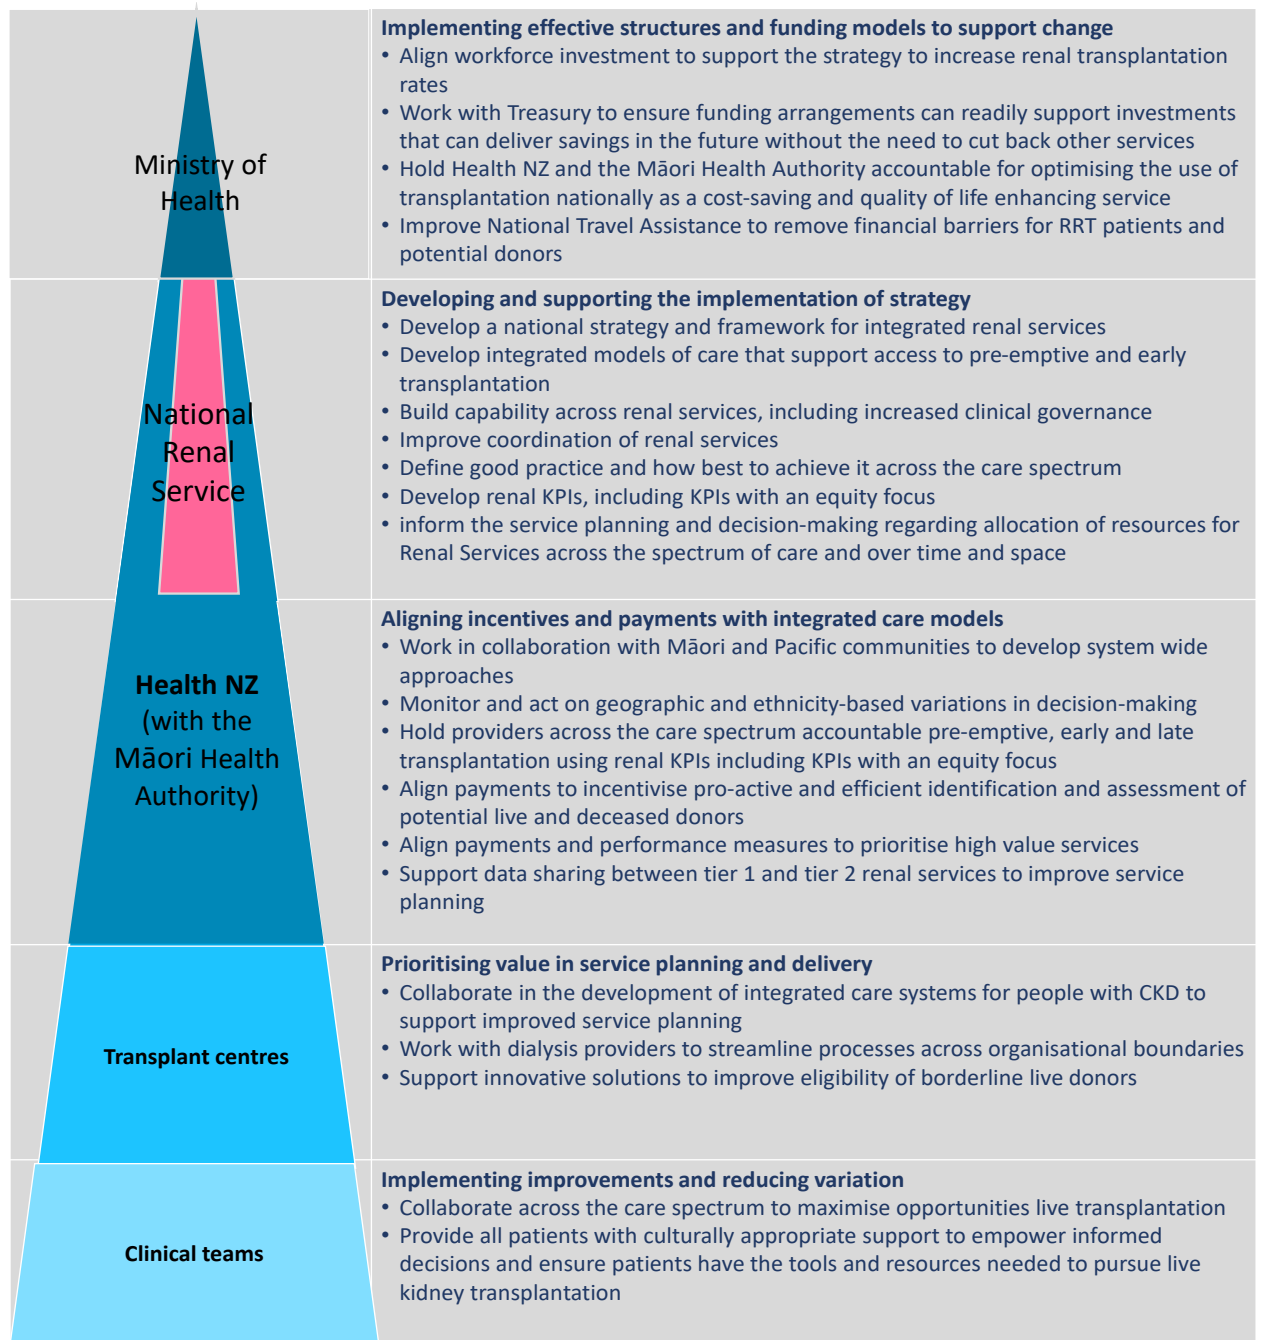 Ministry of
Health
Implementing effective structures and funding models to support change
• Align workforce investment to support the strategy to increase renal transplantation
rates
• Work with Treasury to ensure funding arrangements can readily support investments
that can deliver savings in the future without the need to cut back other services
• Hold Health NZ and the Māori Health Authority accountable for optimising the use of
transplantation nationally as a cost-saving and quality of life enhancing service
• Improve National Travel Assistance to remove financial barriers for RRT patients and
potential donors
National
Renal
Service
Developing and supporting the implementation of strategy
• Develop a national strategy and framework for integrated renal services
• Develop integrated models of care that support access to pre-emptive and early
transplantation
• Build capability across renal services, including increased clinical governance
• Improve coordination of renal services
• Define good practice and how best to achieve it across the care spectrum
• Develop renal KPIs, including KPIs with an equity focus
• inform the service planning and decision-making regarding allocation of resources for
Renal Services across the spectrum of care and over time and space
Health NZ
(with the
Māori Health
Authority)
Aligning incentives and payments with integrated care models
• Work in collaboration with Māori and Pacific communities to develop system wide
approaches
• Monitor and act on geographic and ethnicity-based variations in decision-making
• Hold providers across the care spectrum accountable pre-emptive, early and late
transplantation using renal KPIs including KPIs with an equity focus
• Align payments to incentivise pro-active and efficient identification and assessment of
potential live and deceased donors
• Align payments and performance measures to prioritise high value services
• Support data sharing between tier 1 and tier 2 renal services to improve service
planning
Transplant centres
Prioritising value in service planning and delivery
• Collaborate in the development of integrated care systems for people with CKD to
support improved service planning
• Work with dialysis providers to streamline processes across organisational boundaries
• Support innovative solutions to improve eligibility of borderline live donors
Clinical teams
Implementing improvements and reducing variation
• Collaborate across the care spectrum to maximise opportunities live transplantation
• Provide all patients with culturally appropriate support to empower informed
decisions and ensure patients have the tools and resources needed to pursue live
kidney transplantation